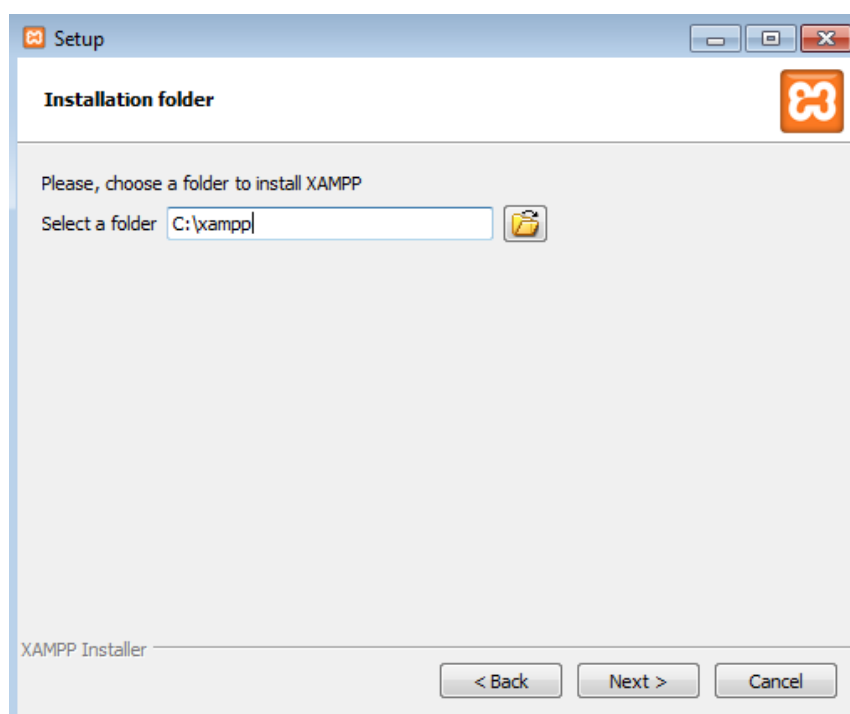 Setup
Installation folder
Please, choose a folder to install XAMPP
Select a folder C:\xampp
XAMPP Installer
< Back Next > Cancel